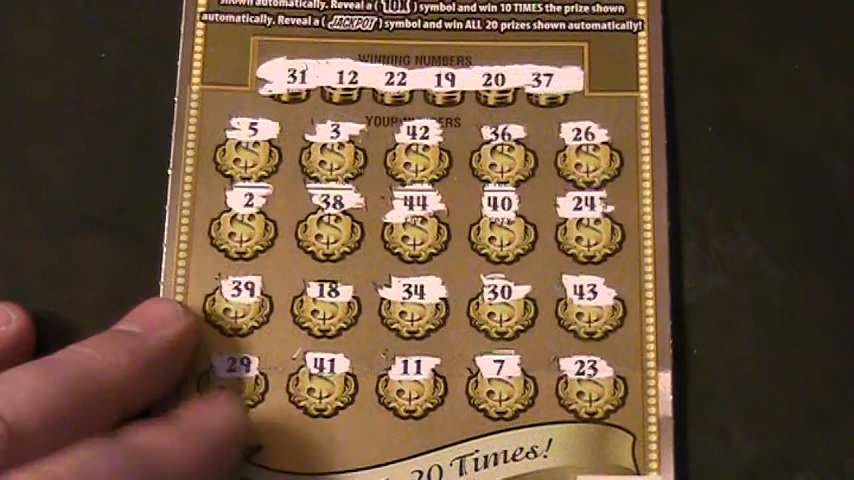 shown automatically. Reveal a ( 10X ) symbol and win 10 TIMES the prize shown
automatically. Reveal a ( JACKPOT ) symbol and win ALL 20 prizes shown automatically!
WINNING NUMBERS
31 12 22 19 20 37
YOUR NUMBERS
5 3 42 36 26
2 38 44 40 24
39 18 34 30 43
29 41 11 7 23
20 Times!